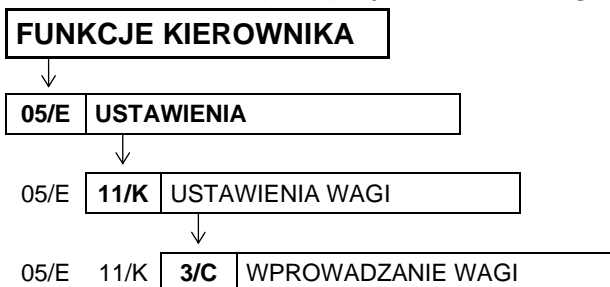 FUNKCJE KIEROWNIKA
05/E USTAWIENIA
05/E 11/K USTAWIENIA WAGI
05/E 11/K 3/C WPROWADZANIE WAGI